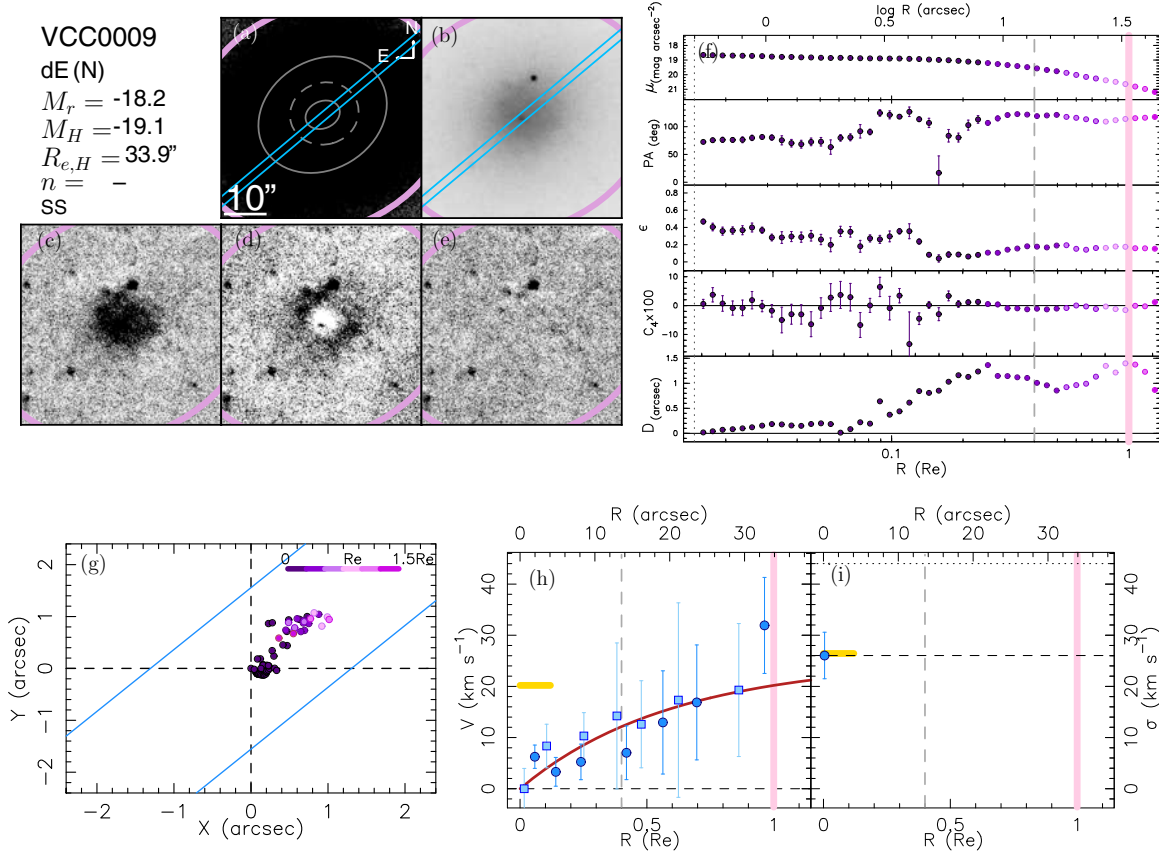 VCC0009
dE (N)
M_r = -18.2
M_H = -19.1
R_e,H = 33.9"
n = –
SS
(a)
10"
(b)
N
E
(c)
(d)
(e)
log R (arcsec)
0 0.5 1 1.5
(f)
μ(mag arcsec⁻²)
18
19
20
21
PA (deg)
100
50
0
ϵ
0.8
0.6
0.4
0.2
0
C₄x100
10
0
−10
D (arcsec)
1.5
1
0.5
0
0.1 1
R (Re)
(g)
0 Re 1.5Re
Y (arcsec)
2
1
0
−1
−2
−2 −1 0 1 2
X (arcsec)
R (arcsec)
0 10 20 30
(h)
V (km s⁻¹)
40
30
20
10
0
0 0.5 1
R (Re)
R (arcsec)
0 10 20 30
(i)
σ (km s⁻¹)
40
30
20
10
0
0 0.5 1
R (Re)